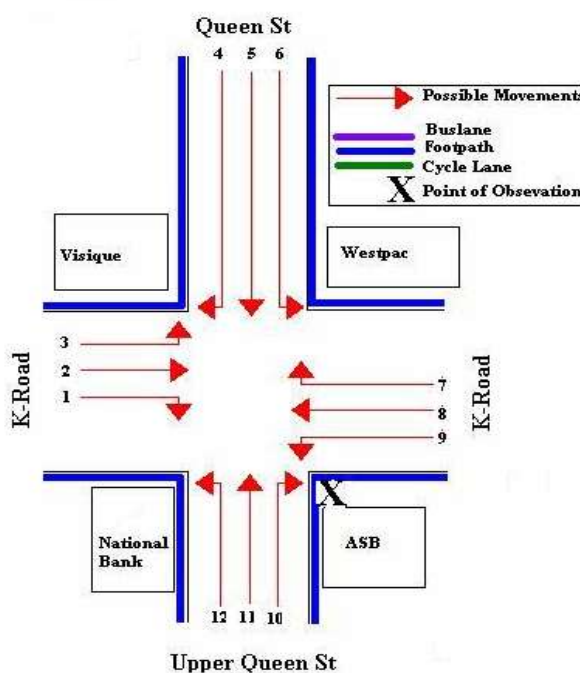 Queen St
4 5 6
Possible Movements
Buslane
Footpath
Cycle Lane
X Point of Obsevation
Visique
Westpac
K-Road
3
2
1
7
8
9
K-Road
X
National
Bank
ASB
12 11 10
Upper Queen St